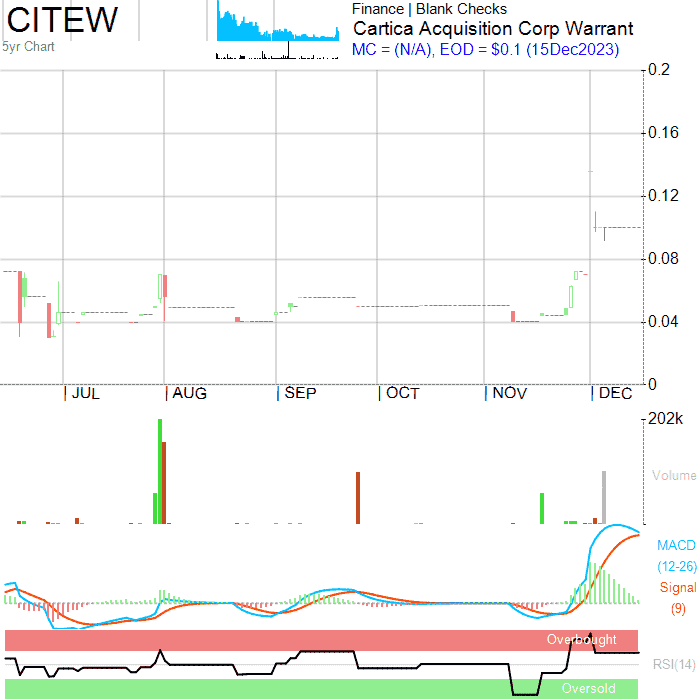 CITEW
5yr Chart
Finance | Blank Checks
Cartica Acquisition Corp Warrant
MC = (N/A), EOD = $0.1 (15Dec2023)
0.2
0.16
0.12
0.08
0.04
0
JUL AUG SEP OCT NOV DEC
202k
Volume
MACD
(12-26)
Signal
(9)
Overbought
RSI(14)
Oversold